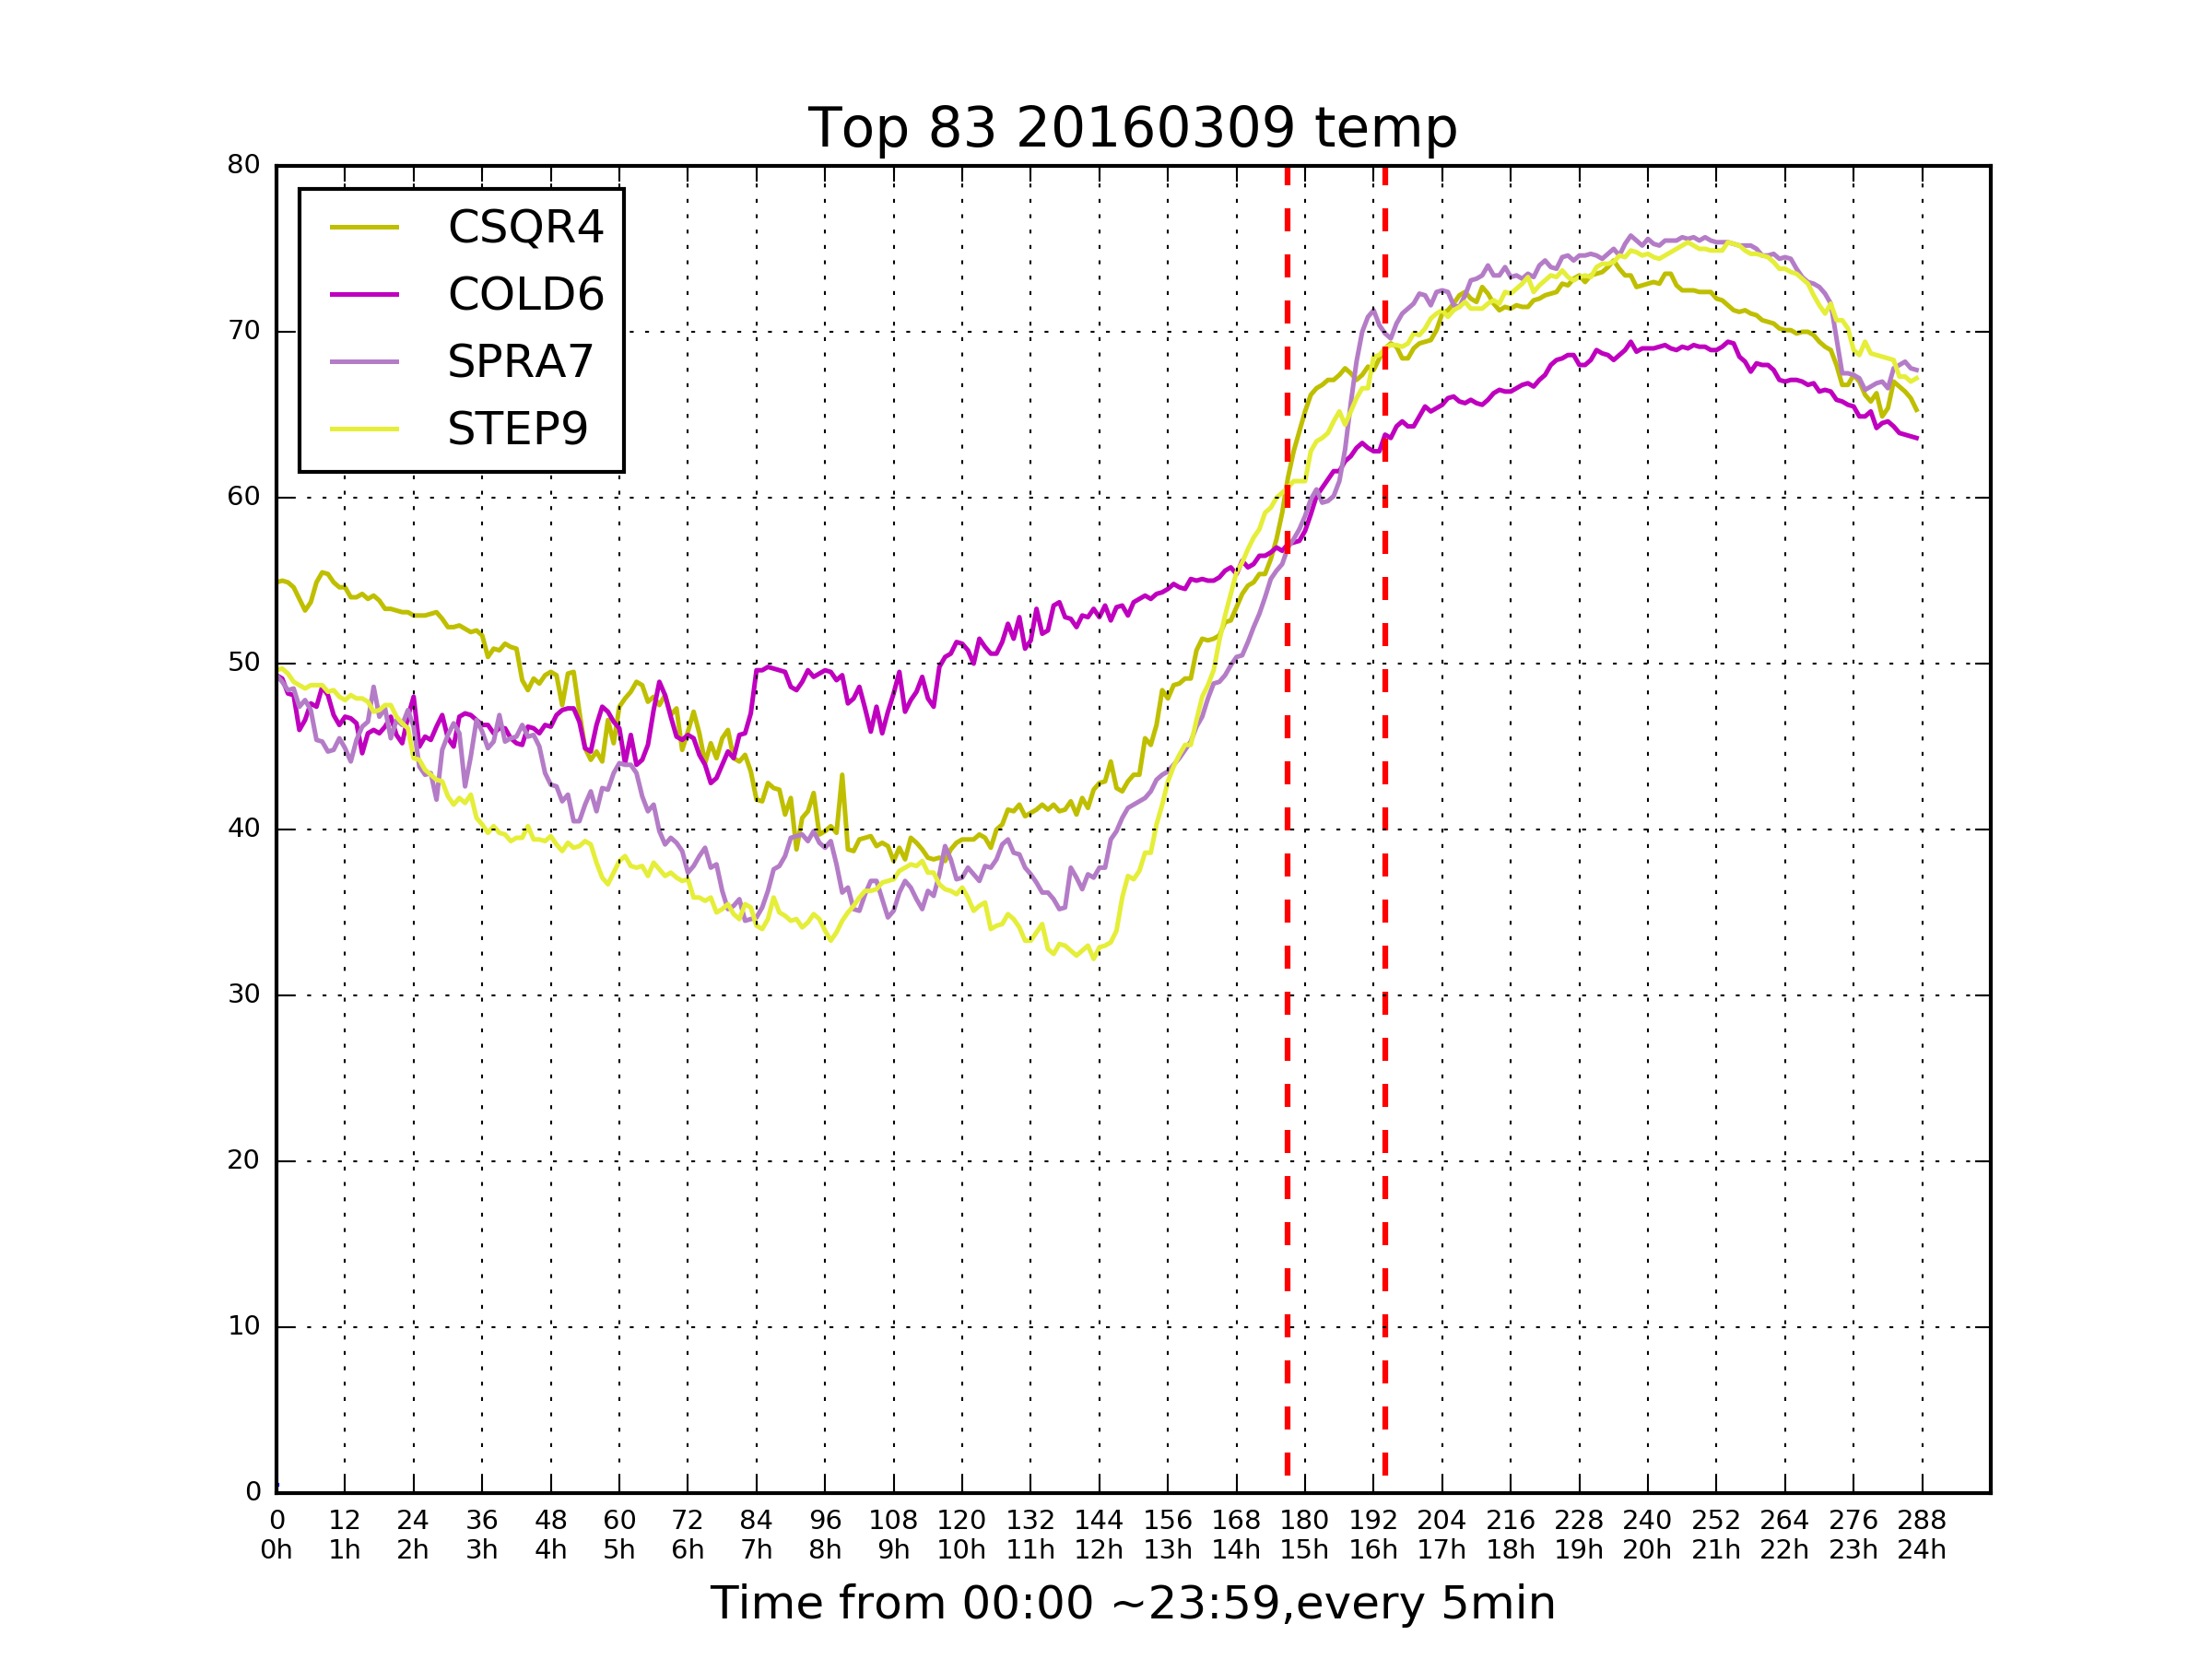 Top 83 20160309 temp
80
70
60
50
40
30
20
10
0
CSQR4
COLD6
SPRA7
STEP9
0 12 24 36 48 60 72 84 96 108 120 132 144 156 168 180 192 204 216 228 240 252 264 276 288
0h 1h 2h 3h 4h 5h 6h 7h 8h 9h 10h 11h 12h 13h 14h 15h 16h 17h 18h 19h 20h 21h 22h 23h 24h
Time from 00:00 ~23:59,every 5min